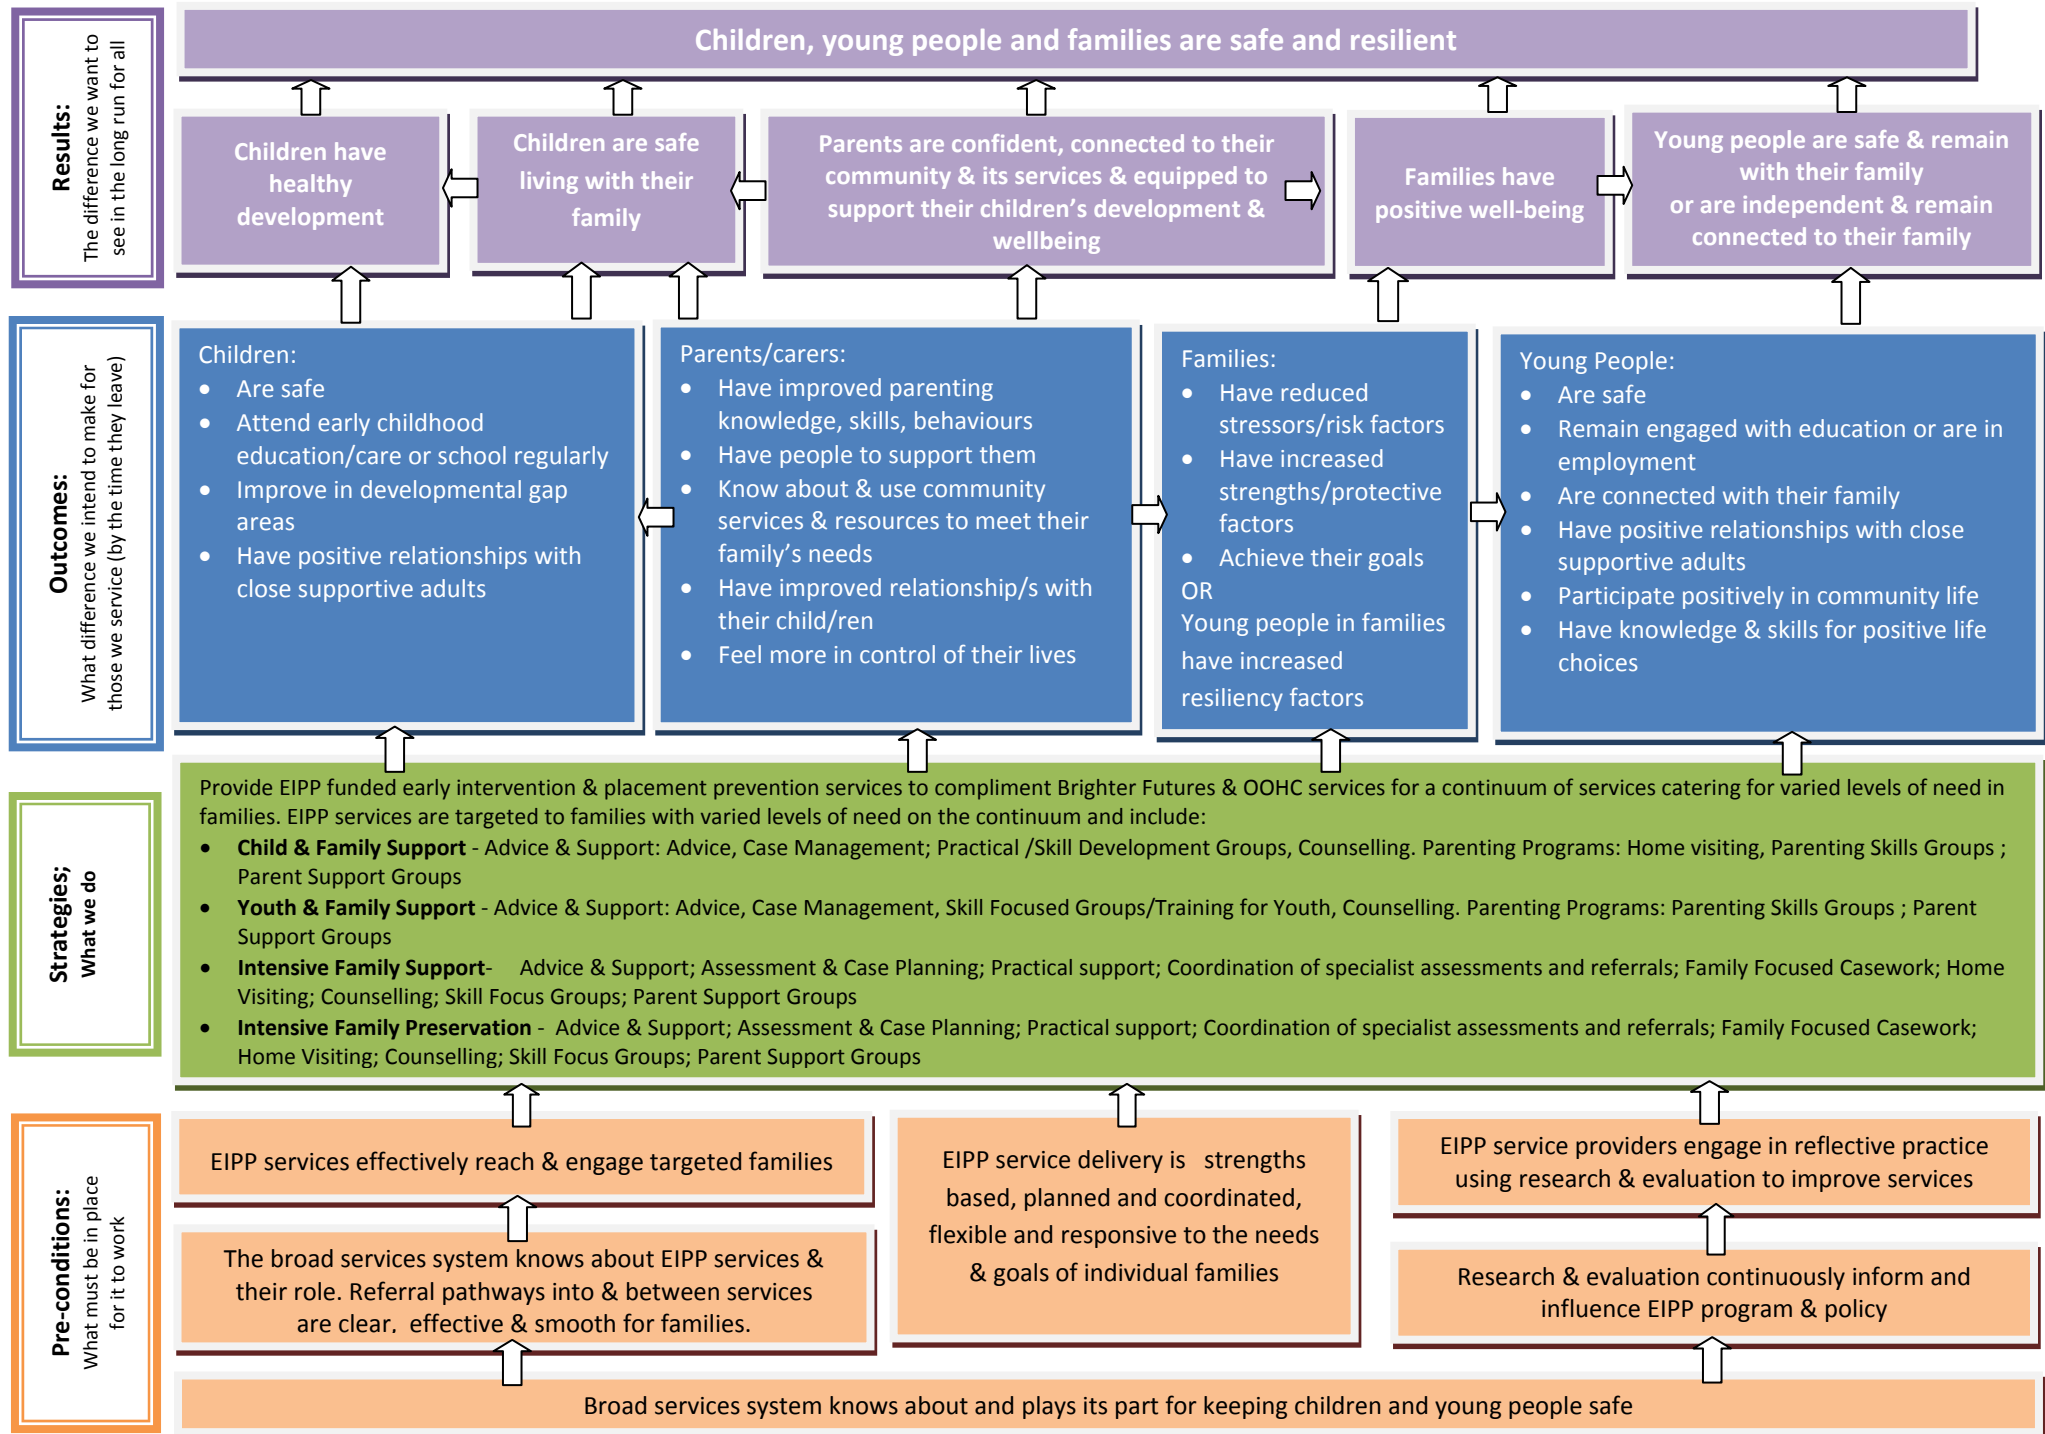 Results:
The difference we want to
see in the long run for all
Children, young people and families are safe and resilient
Children have
healthy
development
Children are safe
living with their
family
Parents are confident, connected to their
community & its services & equipped to
support their children's development &
wellbeing
Families have
positive well-being
Young people are safe & remain
with their family
or are independent & remain
connected to their family
Outcomes:
What difference we intend to make for
those we service (by the time they leave)
Children:
• Are safe
• Attend early childhood
education/care or school regularly
• Improve in developmental gap
areas
• Have positive relationships with
close supportive adults
Parents/carers:
• Have improved parenting
knowledge, skills, behaviours
• Have people to support them
• Know about & use community
services & resources to meet their
family's needs
• Have improved relationship/s with
their child/ren
• Feel more in control of their lives
Families:
• Have reduced
stressors/risk factors
• Have increased
strengths/protective
factors
• Achieve their goals
OR
Young people in families
have increased
resiliency factors
Young People:
• Are safe
• Remain engaged with education or are in
employment
• Are connected with their family
• Have positive relationships with close
supportive adults
• Participate positively in community life
• Have knowledge & skills for positive life
choices
Strategies;
What we do
Provide EIPP funded early intervention & placement prevention services to compliment Brighter Futures & OOHC services for a continuum of services catering for varied levels of need in
families. EIPP services are targeted to families with varied levels of need on the continuum and include:
• Child & Family Support - Advice & Support: Advice, Case Management; Practical /Skill Development Groups, Counselling. Parenting Programs: Home visiting, Parenting Skills Groups ;
Parent Support Groups
• Youth & Family Support - Advice & Support: Advice, Case Management, Skill Focused Groups/Training for Youth, Counselling. Parenting Programs: Parenting Skills Groups ; Parent
Support Groups
• Intensive Family Support- Advice & Support; Assessment & Case Planning; Practical support; Coordination of specialist assessments and referrals; Family Focused Casework; Home
Visiting; Counselling; Skill Focus Groups; Parent Support Groups
• Intensive Family Preservation - Advice & Support; Assessment & Case Planning; Practical support; Coordination of specialist assessments and referrals; Family Focused Casework;
Home Visiting; Counselling; Skill Focus Groups; Parent Support Groups
Pre-conditions:
What must be in place
for it to work
EIPP services effectively reach & engage targeted families
The broad services system knows about EIPP services &
their role. Referral pathways into & between services
are clear, effective & smooth for families.
EIPP service delivery is strengths
based, planned and coordinated,
flexible and responsive to the needs
& goals of individual families
EIPP service providers engage in reflective practice
using research & evaluation to improve services
Research & evaluation continuously inform and
influence EIPP program & policy
Broad services system knows about and plays its part for keeping children and young people safe